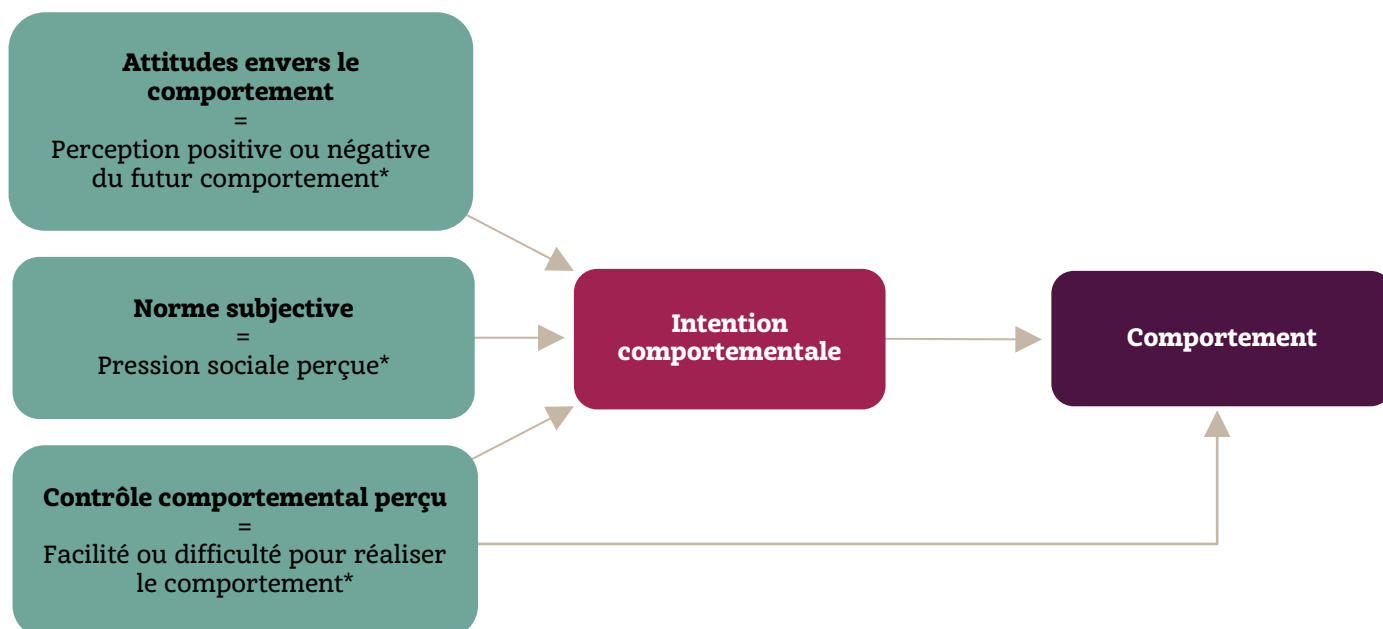 Attitudes envers le
comportement
=
Perception positive ou négative
du futur comportement*
Norme subjective
=
Pression sociale perçue*
Contrôle comportemental perçu
=
Facilité ou difficulté pour réaliser
le comportement*
Intention
comportementale
Comportement